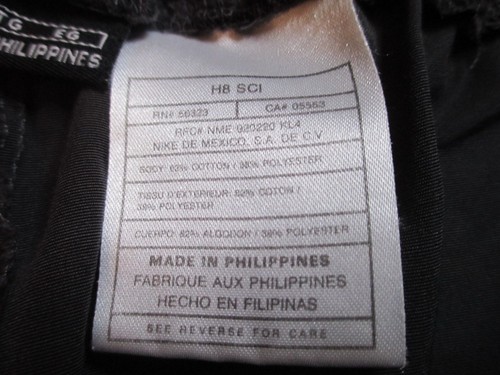 G EG
PHILIPPINES
H8 SCI
RN# 56323 CA# 05553
RFC# NME 920220 KL4
NIKE DE MEXICO, S.A. DE C.V
BODY: 62% COTTON / 38% POLYESTER
TISSU D'EXTERIEUR: 62% COTON /
38% POLYESTER
CUERPO: 62% ALGODON / 38% POLYESTER
MADE IN PHILIPPINES
FABRIQUE AUX PHILIPPINES
HECHO EN FILIPINAS
SEE REVERSE FOR CARE